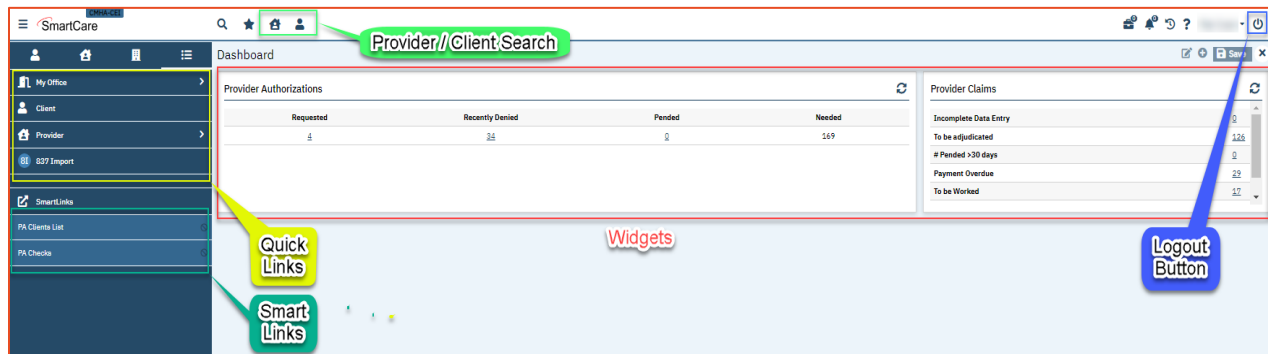 CMHA-CEI
SmartCare
?
Provider / Client Search
Dashboard
Save
My Office
Client
Provider
837 Import
SmartLinks
PA Clients List
PA Checks
Provider Authorizations
Requested Recently Denied Pended Needed
4 34 0 169
Provider Claims
Incomplete Data Entry 0
To be adjudicated 126
# Pended >30 days 0
Payment Overdue 29
To be Worked 17
Widgets
Quick
Links
Smart
Links
Logout
Button